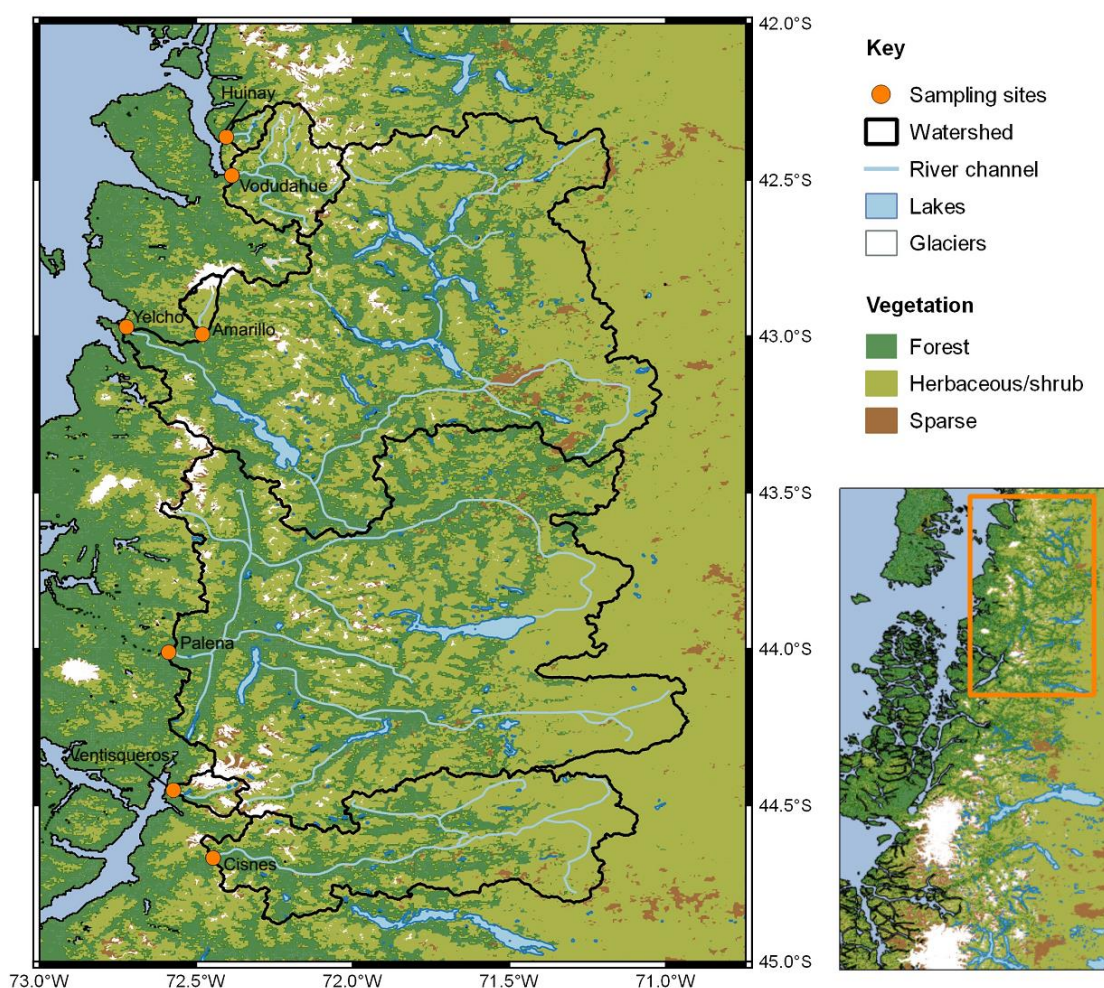 42.0°S
42.5°S
43.0°S
43.5°S
44.0°S
44.5°S
45.0°S
73.0°W
72.5°W
72.0°W
71.5°W
71.0°W
Huinay
Vodudahue
Yelcho
Amarillo
Palena
Ventisqueros
Cisnes
Key
Sampling sites
Watershed
River channel
Lakes
Glaciers
Vegetation
Forest
Herbaceous/shrub
Sparse